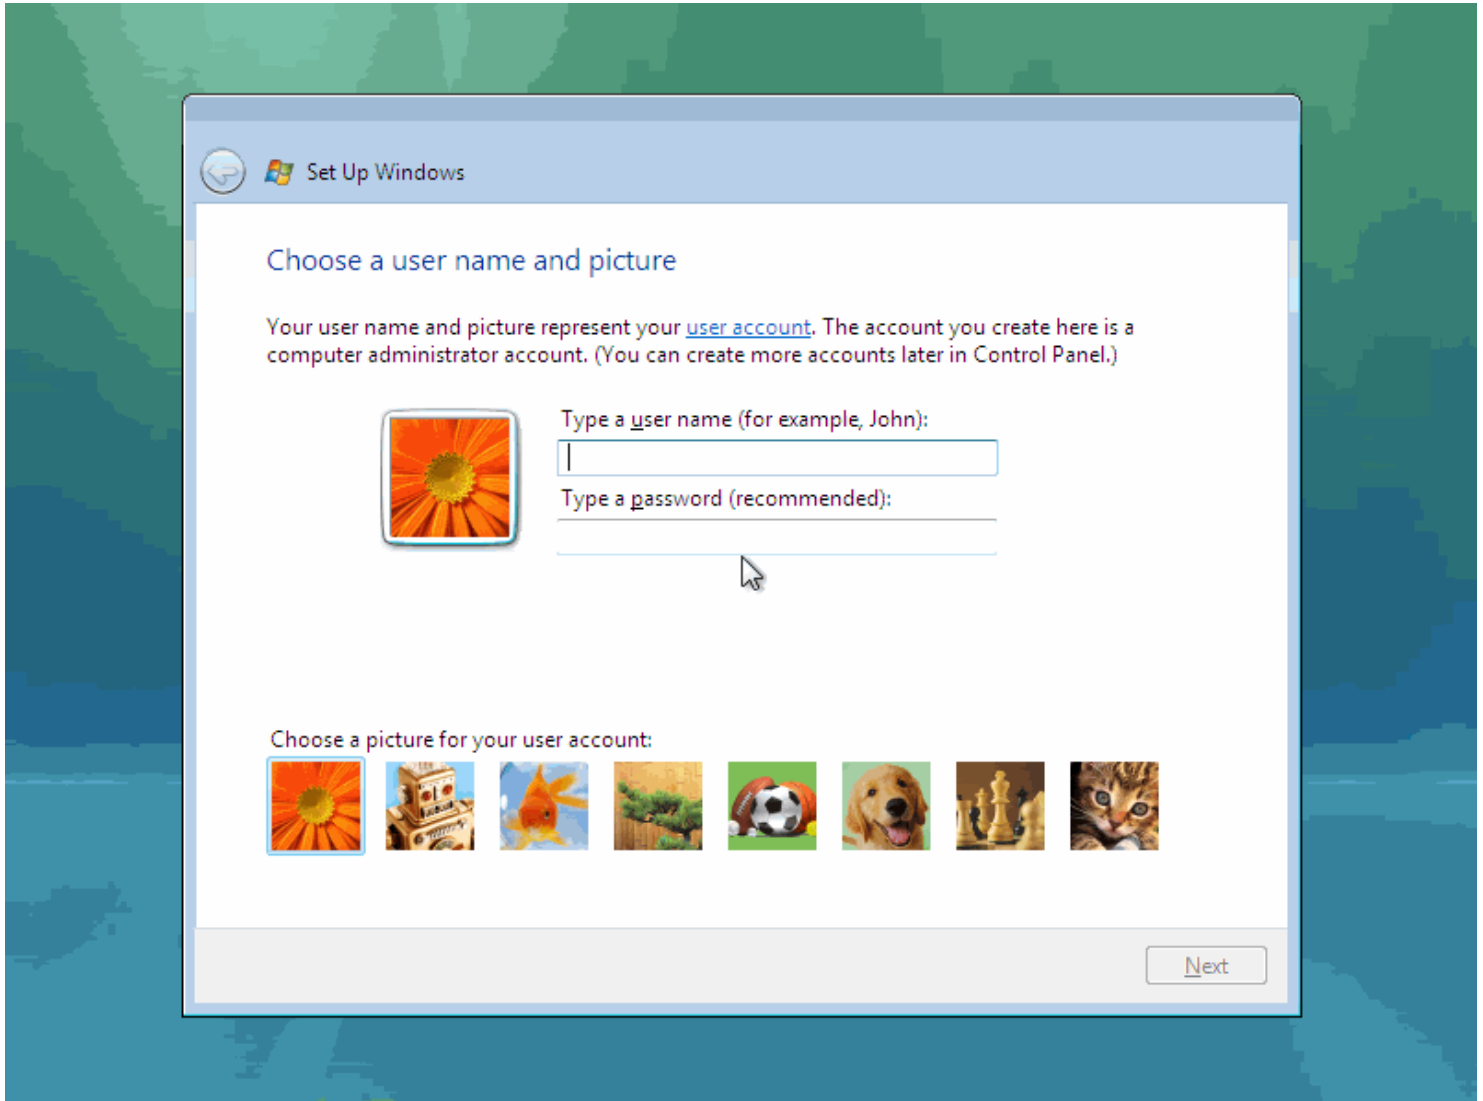 Set Up Windows
Choose a user name and picture
Your user name and picture represent your user account. The account you create here is a
computer administrator account. (You can create more accounts later in Control Panel.)
Type a user name (for example, John):
Type a password (recommended):
Choose a picture for your user account:
Next